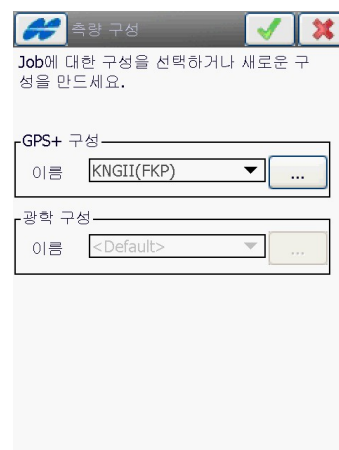 측량 구성
Job에 대한 구성을 선택하거나 새로운 구
성을 만드세요.
GPS+ 구성
이름 KNGII(FKP) ...
광학 구성
이름 <Default> ...